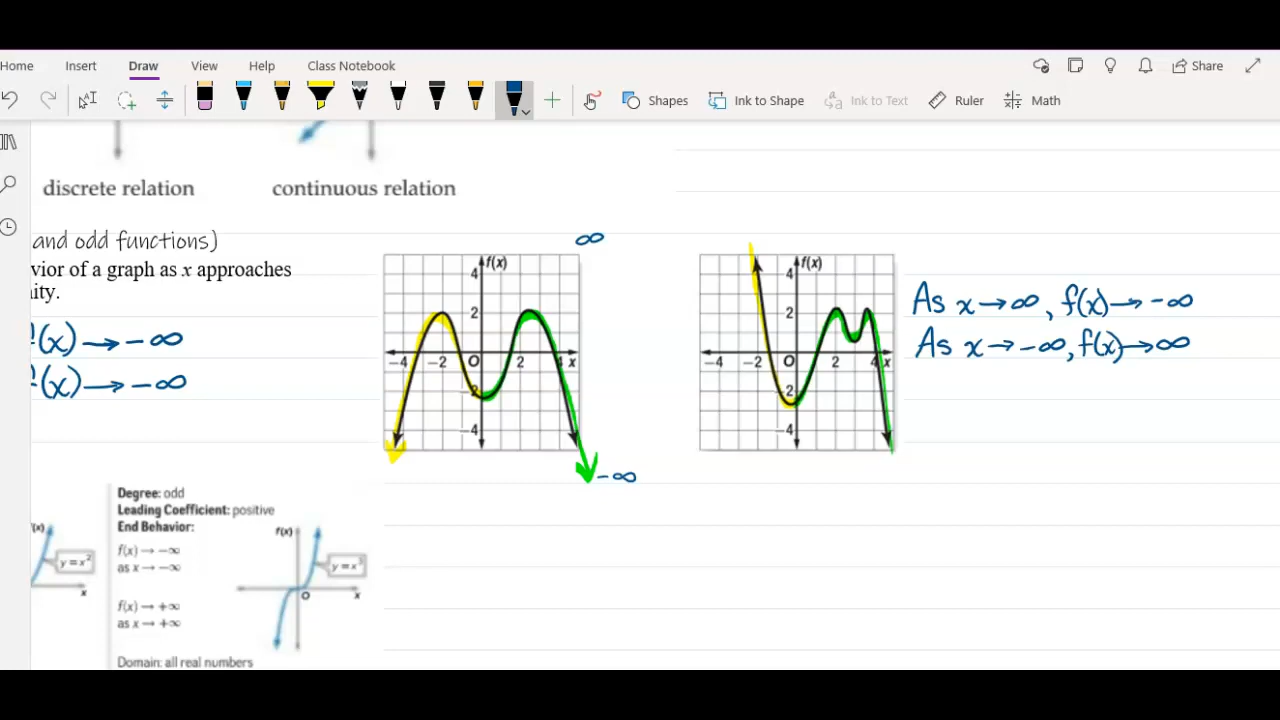 Home Insert Draw View Help Class Notebook Share
Ink to Shape Shapes Ink to Text Ruler Math
discrete relation continuous relation
and odd functions)
vior of a graph as x approaches
nity.
f(x) → -∞
f(x) → -∞
∞
f(x)
4
2
-4 -2 O 2 4 x
-2
-4
-∞
f(x)
4
2
-4 -2 O 2 4 x
-2
-4
As x → ∞, f(x) → -∞
As x → -∞, f(x) → ∞
(x)
y = x²
x
Degree: odd
Leading Coefficient: positive
End Behavior:
f(x) → -∞
as x → -∞
f(x) → +∞
as x → +∞
Domain: all real numbers
f(x)
y = x³
O x